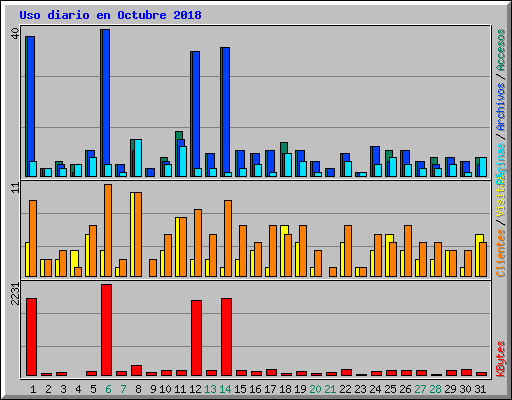 Uso diario en Octubre 2018
40
11
2231
Clientes / Visitas
Páginas / Archivos / Accesos
KBytes
1 2 3 4 5 6 7 8 9 10 11 12 13 14 15 16 17 18 19 20 21 22 23 24 25 26 27 28 29 30 31